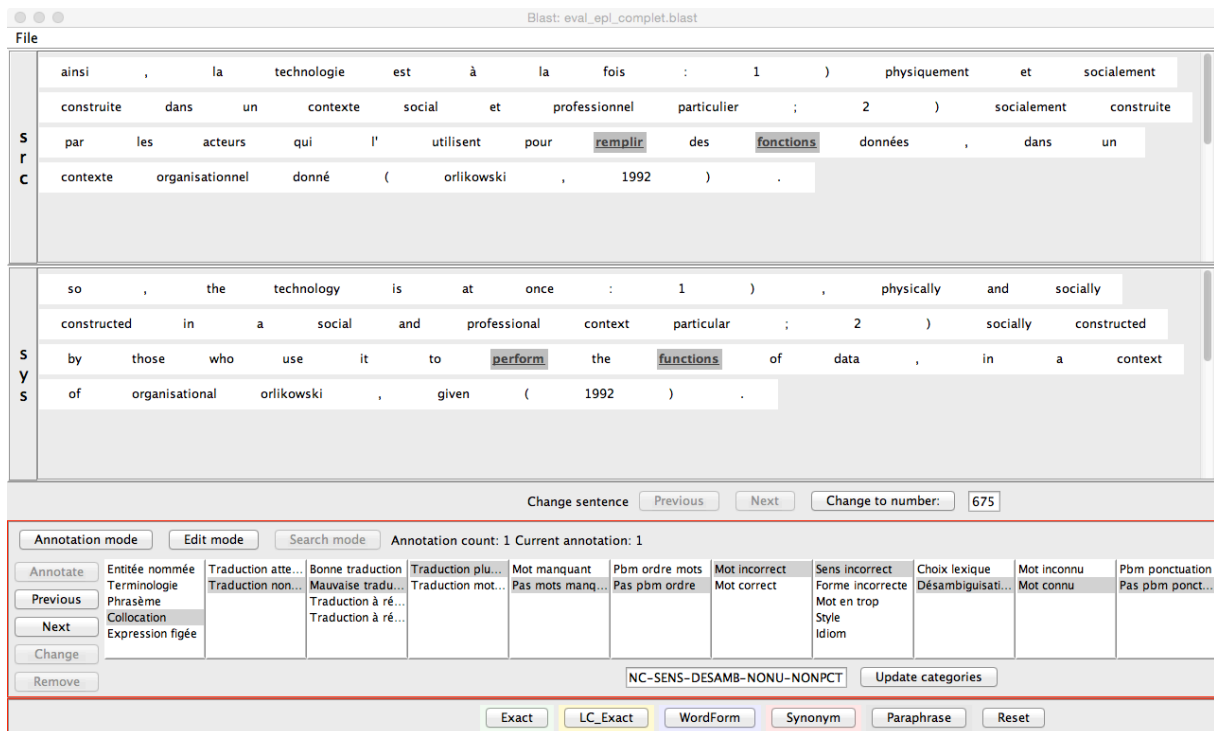 Blast: eval_epl_complet.blast
File
src
ainsi , la technologie est à la fois : 1 ) physiquement et socialement
construite dans un contexte social et professionnel particulier ; 2 ) socialement construite
par les acteurs qui l' utilisent pour remplir des fonctions données , dans un
contexte organisationnel donné ( orlikowski , 1992 ) .
sys
so , the technology is at once : 1 ) , physically and socially
constructed in a social and professional context particular ; 2 ) socially constructed
by those who use it to perform the functions of data , in a context
of organisational orlikowski , given ( 1992 ) .
Change sentence Previous Next Change to number: 675
Annotation mode Edit mode Search mode Annotation count: 1 Current annotation: 1
Annotate Entitée nommée Traduction atte... Bonne traduction Traduction plu... Mot manquant Pbm ordre mots Mot incorrect Sens incorrect Choix lexique Mot inconnu Pbm ponctuation
Terminologie Traduction non... Mauvaise tradu... Traduction mot... Pas mots manq... Pas pbm ordre Mot correct Forme incorrecte Désambiguisati... Mot connu Pas pbm ponct...
Previous Phrasème Traduction à ré... Mot en trop
Collocation Traduction à ré... Style
Next Expression figée Idiom
Change
Remove NC-SENS-DESAMB-NONU-NONPCT Update categories
Exact LC_Exact WordForm Synonym Paraphrase Reset